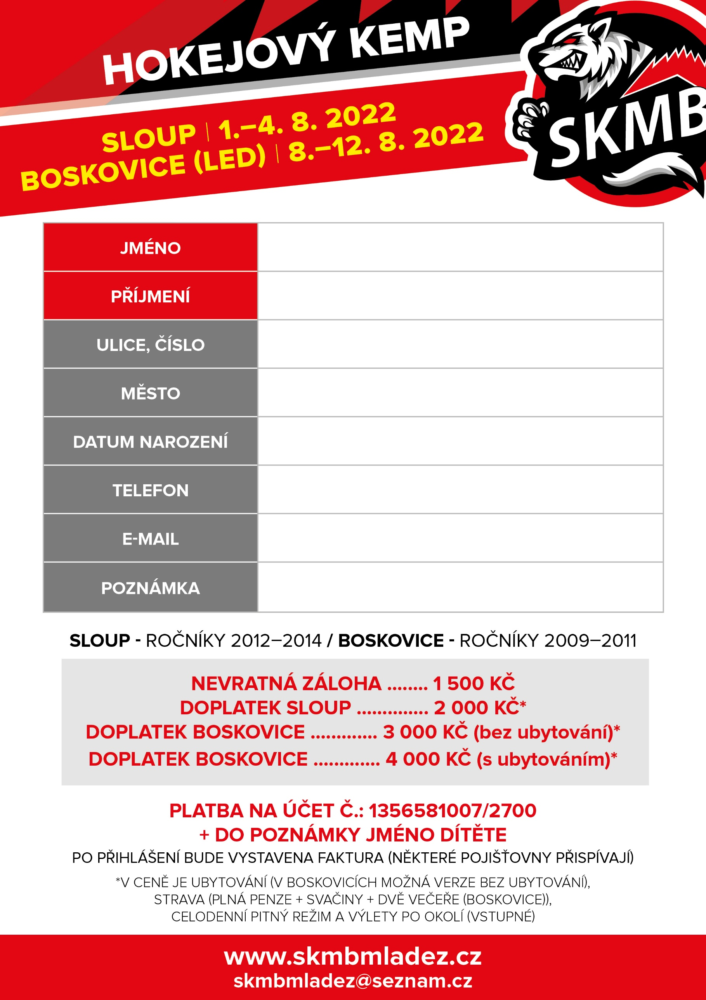 HOKEJOVÝ KEMP
SLOUP | 1.–4. 8. 2022
BOSKOVICE (LED) | 8.–12. 8. 2022
SKMB
JMÉNO
PŘÍJMENÍ
ULICE, ČÍSLO
MĚSTO
DATUM NAROZENÍ
TELEFON
E-MAIL
POZNÁMKA
SLOUP - ROČNÍKY 2012–2014 / BOSKOVICE - ROČNÍKY 2009–2011
NEVRATNÁ ZÁLOHA ........ 1 500 KČ
DOPLATEK SLOUP .............. 2 000 KČ*
DOPLATEK BOSKOVICE ............. 3 000 KČ (bez ubytování)*
DOPLATEK BOSKOVICE ............. 4 000 KČ (s ubytováním)*
PLATBA NA ÚČET Č.: 1356581007/2700
+ DO POZNÁMKY JMÉNO DÍTĚTE
PO PŘIHLÁŠENÍ BUDE VYSTAVENA FAKTURA (NĚKTERÉ POJIŠŤOVNY PŘISPÍVAJÍ)
*V CENĚ JE UBYTOVÁNÍ (V BOSKOVICÍCH MOŽNÁ VERZE BEZ UBYTOVÁNÍ),
STRAVA (PLNÁ PENZE + SVAČINY + DVĚ VEČEŘE (BOSKOVICE)),
CELODENNÍ PITNÝ REŽIM A VÝLETY PO OKOLÍ (VSTUPNÉ)
www.skmbmladez.cz
skmbmladez@seznam.cz